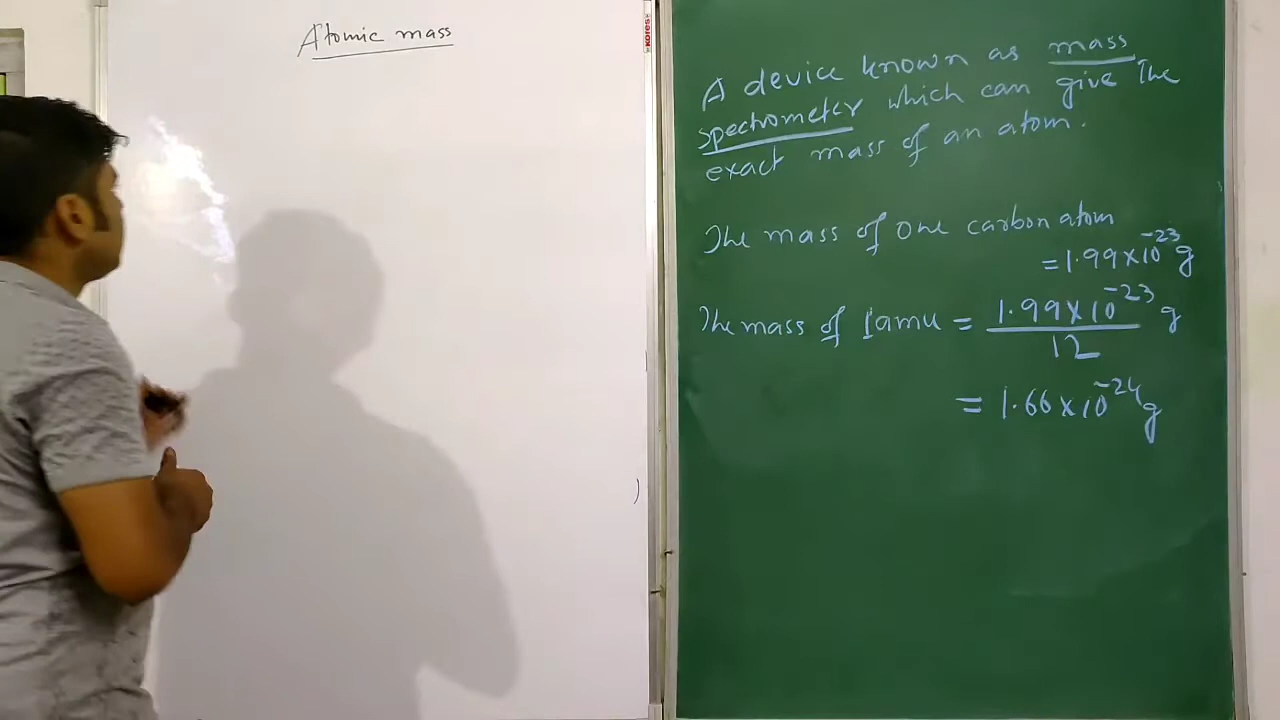 Atomic mass
kores
A device known as mass
spectrometer which can give the
exact mass of an atom.
The mass of one carbon atom
= 1.99×10⁻²³ g
The mass of 1amu = 1.99×10⁻²³ g
12
= 1.66×10⁻²⁴ g